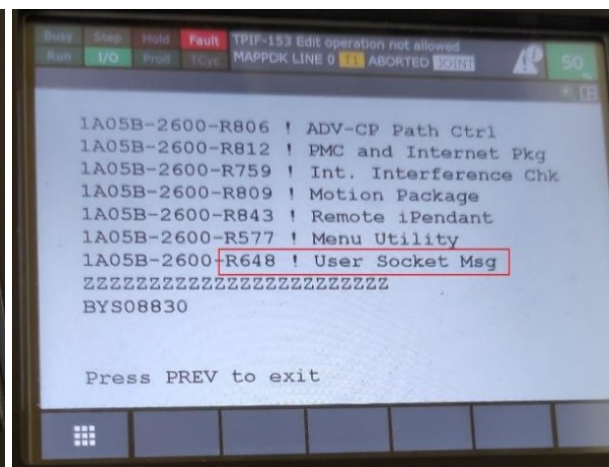 Busy Step Hold Fault TPIF-153 Edit operation not allowed
Run I/O Prod TCyc MAPPDK LINE 0 T1 ABORTED JOINT 50
1A05B-2600-R806 ! ADV-CP Path Ctrl
1A05B-2600-R812 ! PMC and Internet Pkg
1A05B-2600-R759 ! Int. Interference Chk
1A05B-2600-R809 ! Motion Package
1A05B-2600-R843 ! Remote iPendant
1A05B-2600-R577 ! Menu Utility
1A05B-2600-R648 ! User Socket Msg
ZZZZZZZZZZZZZZZZZZZZZZZZZ
BYS08830
Press PREV to exit